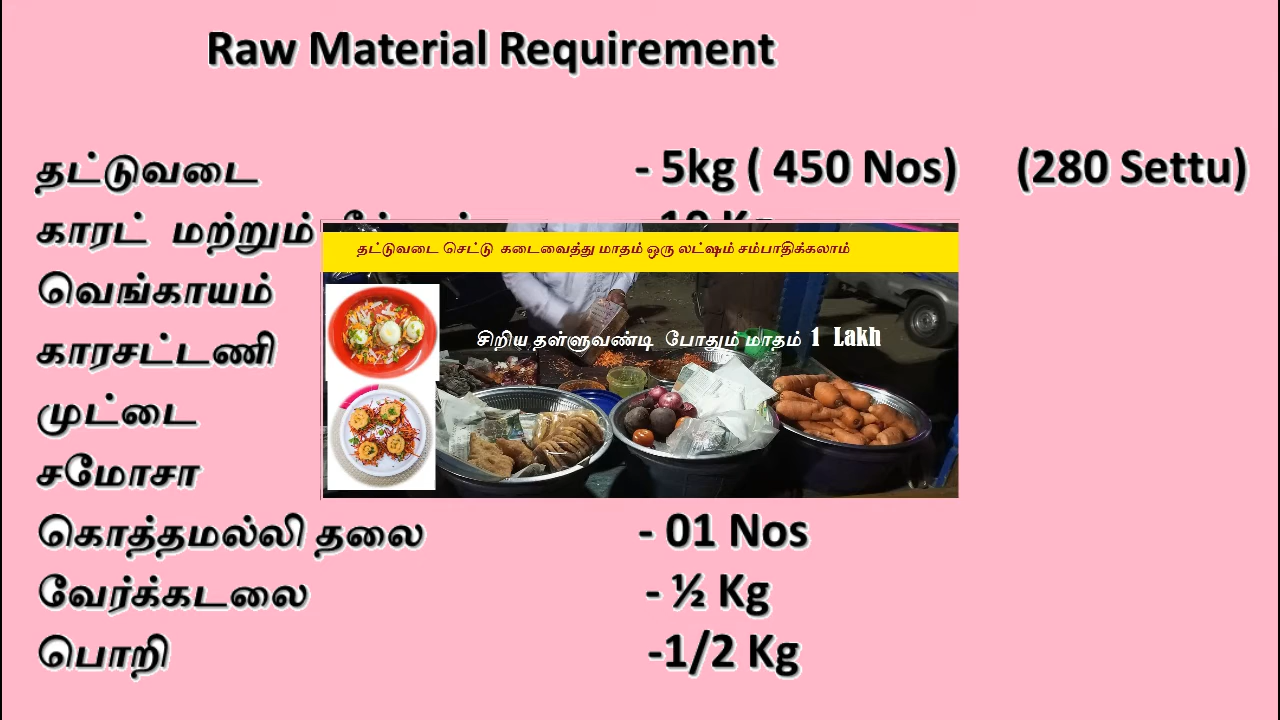 Raw Material Requirement
தட்டுவடை - 5kg ( 450 Nos) (280 Settu)
காரட் மற்றும்
வெங்காயம்
காரசட்டணி
முட்டை
சமோசா
தட்டுவடை செட்டு கடைவைத்து மாதம் ஒரு லட்ஷம் சம்பாதிக்கலாம்
சிறிய தள்ளுவண்டி போதும் மாதம் 1 Lakh
கொத்தமல்லி தலை - 01 Nos
வேர்க்கடலை - ½ Kg
பொறி -1/2 Kg